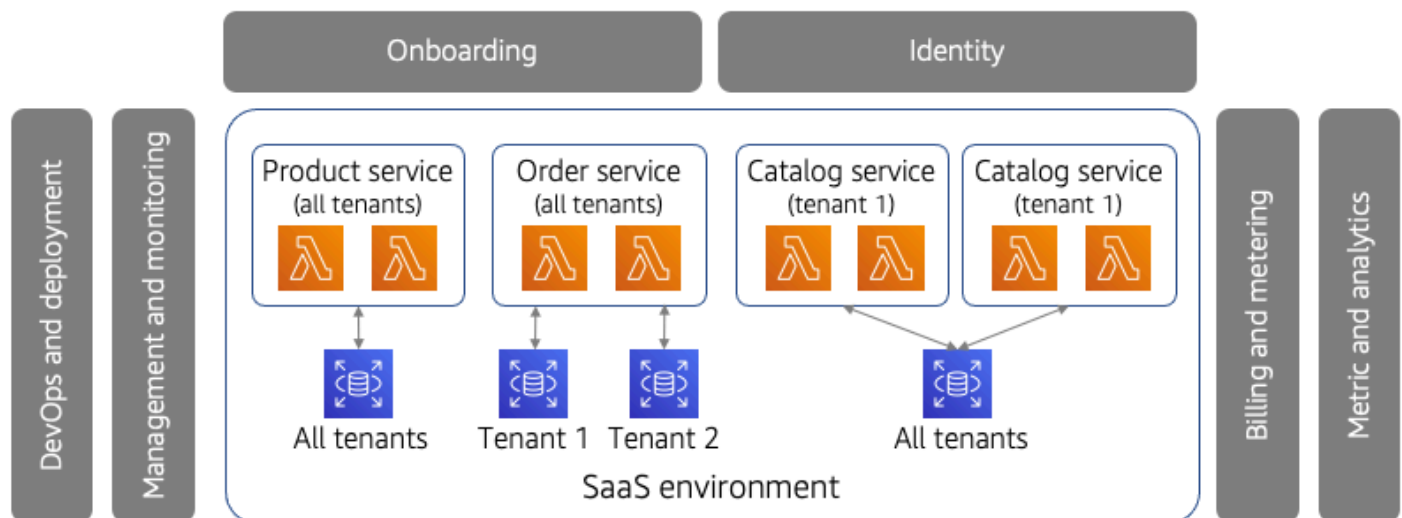 Onboarding
Identity
DevOps and deployment
Management and monitoring
Product service
(all tenants)
Order service
(all tenants)
Catalog service
(tenant 1)
Catalog service
(tenant 1)
Billing and metering
Metric and analytics
All tenants
Tenant 1
Tenant 2
All tenants
SaaS environment